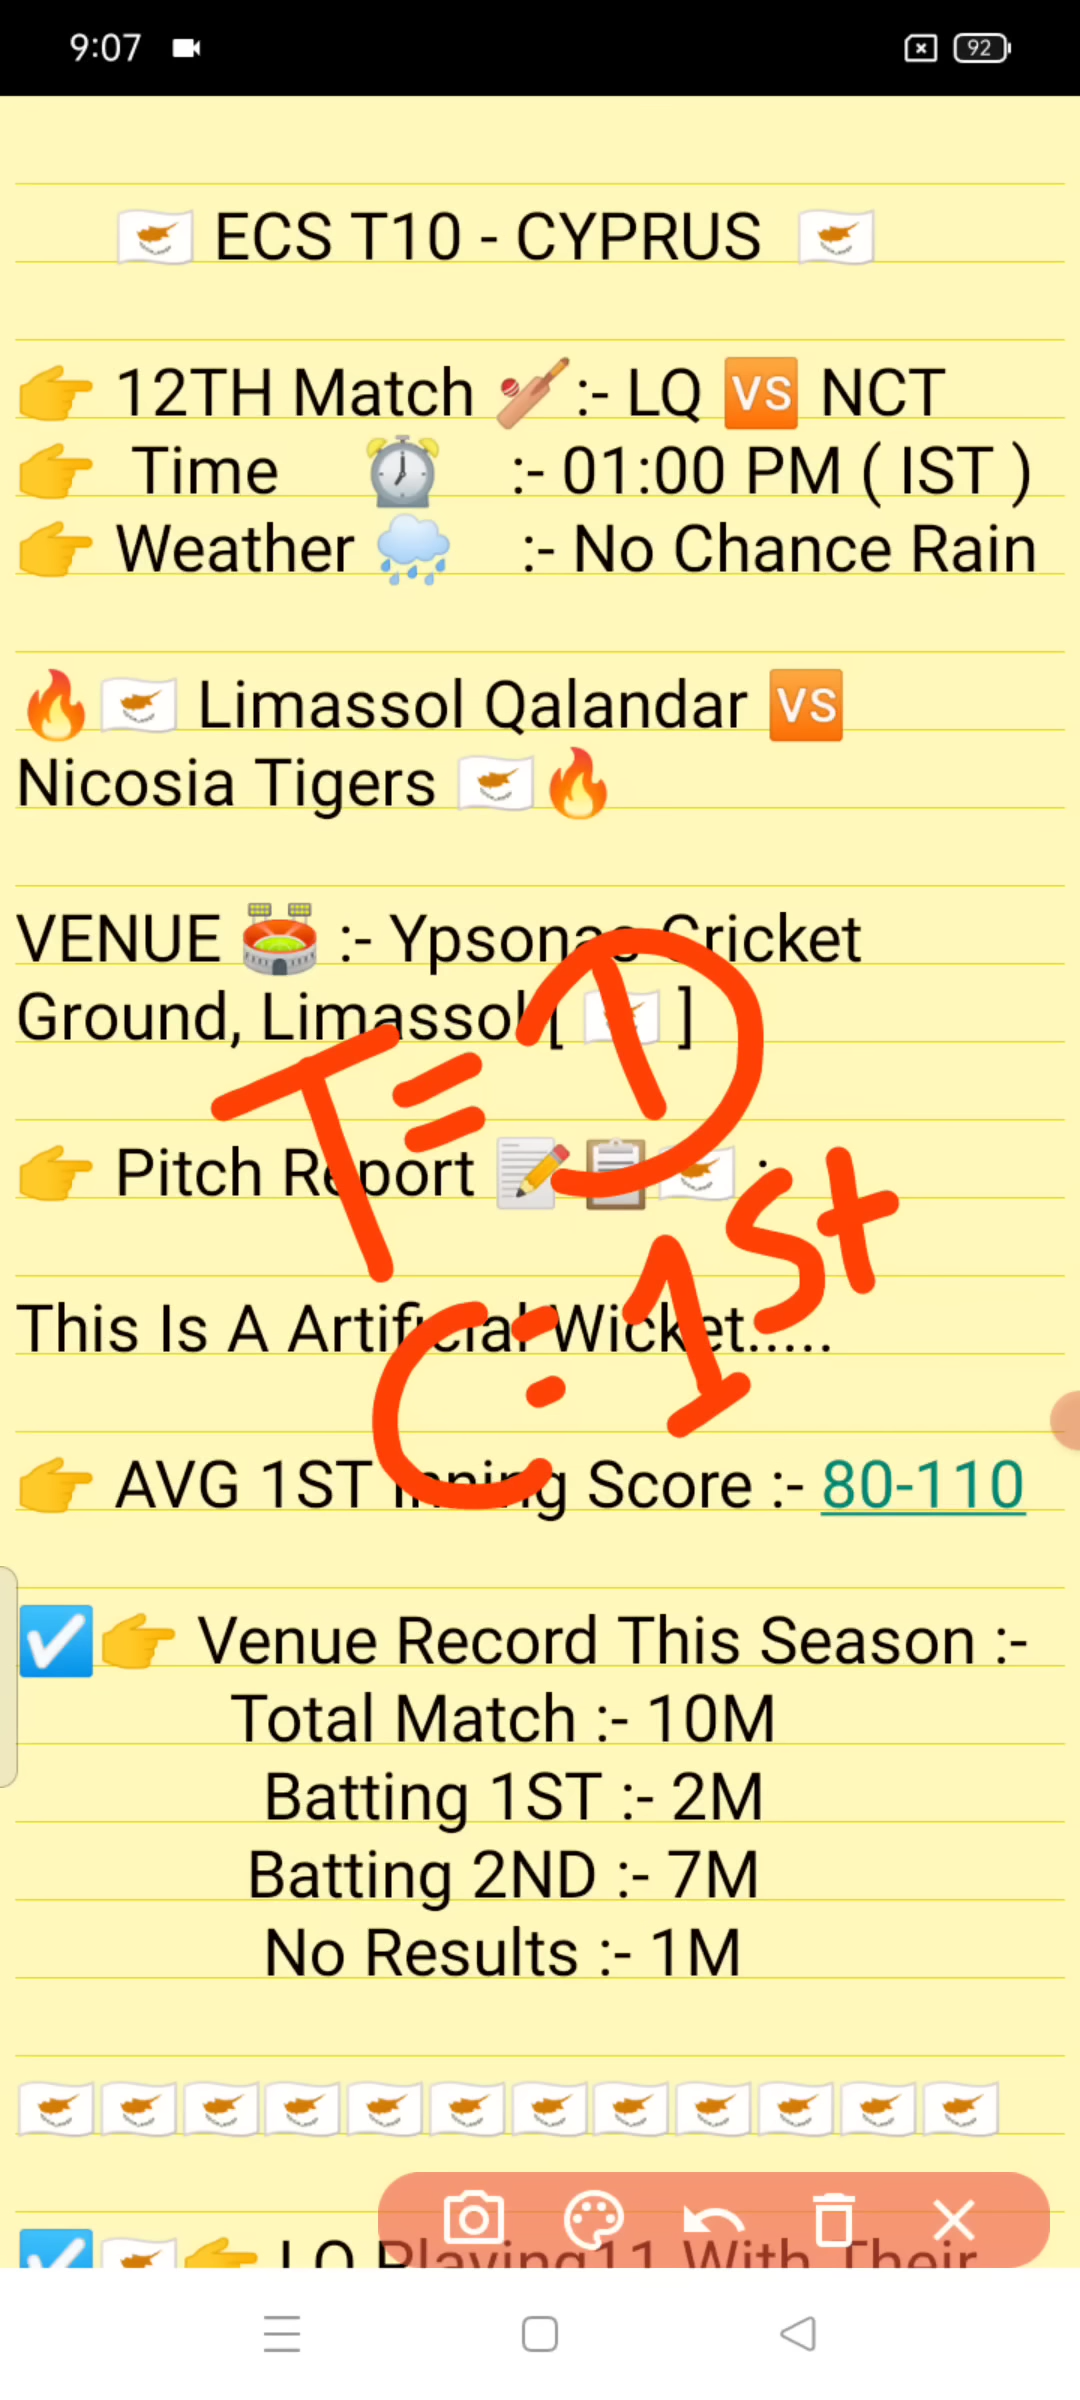 9:07
92
ECS T10 - CYPRUS
12TH Match :- LQ VS NCT
Time :- 01:00 PM ( IST )
Weather :- No Chance Rain
Limassol Qalandar VS
Nicosia Tigers
VENUE :- Ypsonas Cricket
Ground, Limassol [ ]
T= D
Pitch Report :-
C:- 1st
This Is A Artificial Wicket.....
AVG 1ST Inning Score :- 80-110
Venue Record This Season :-
Total Match :- 10M
Batting 1ST :- 2M
Batting 2ND :- 7M
No Results :- 1M
LQ Playing11 With Their